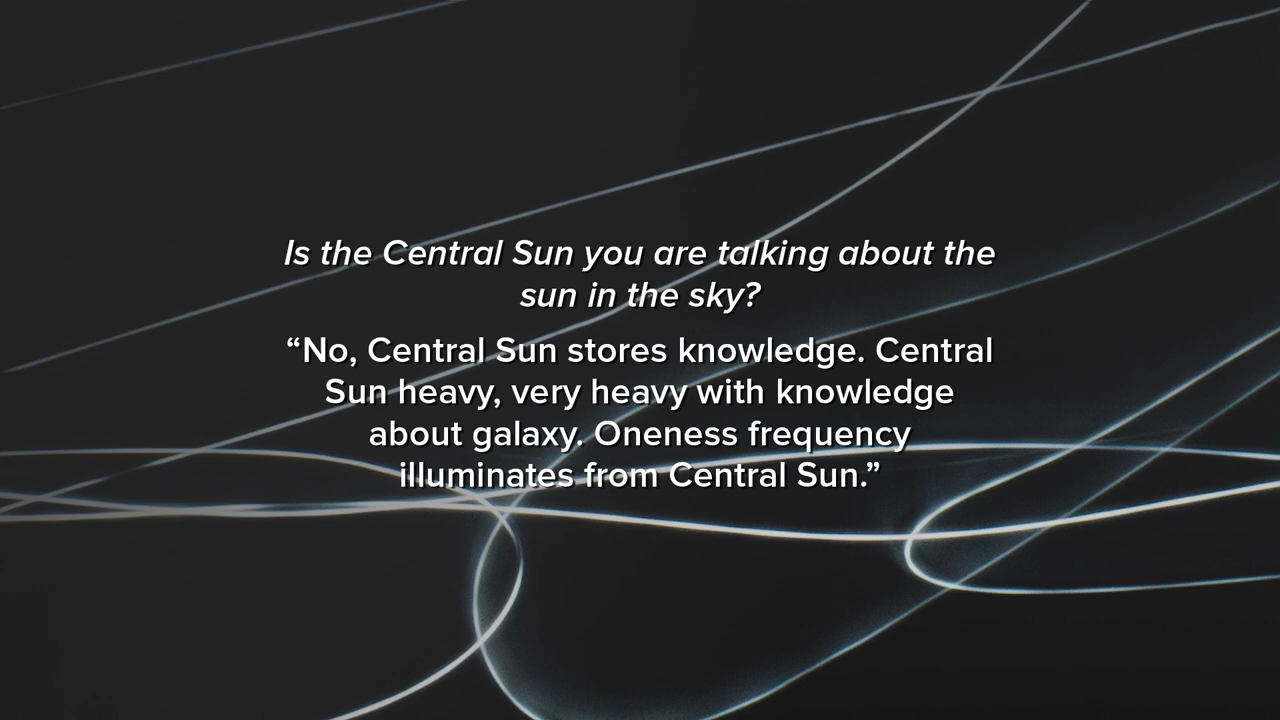 Is the Central Sun you are talking about the
sun in the sky?
“No, Central Sun stores knowledge. Central
Sun heavy, very heavy with knowledge
about galaxy. Oneness frequency
illuminates from Central Sun.”